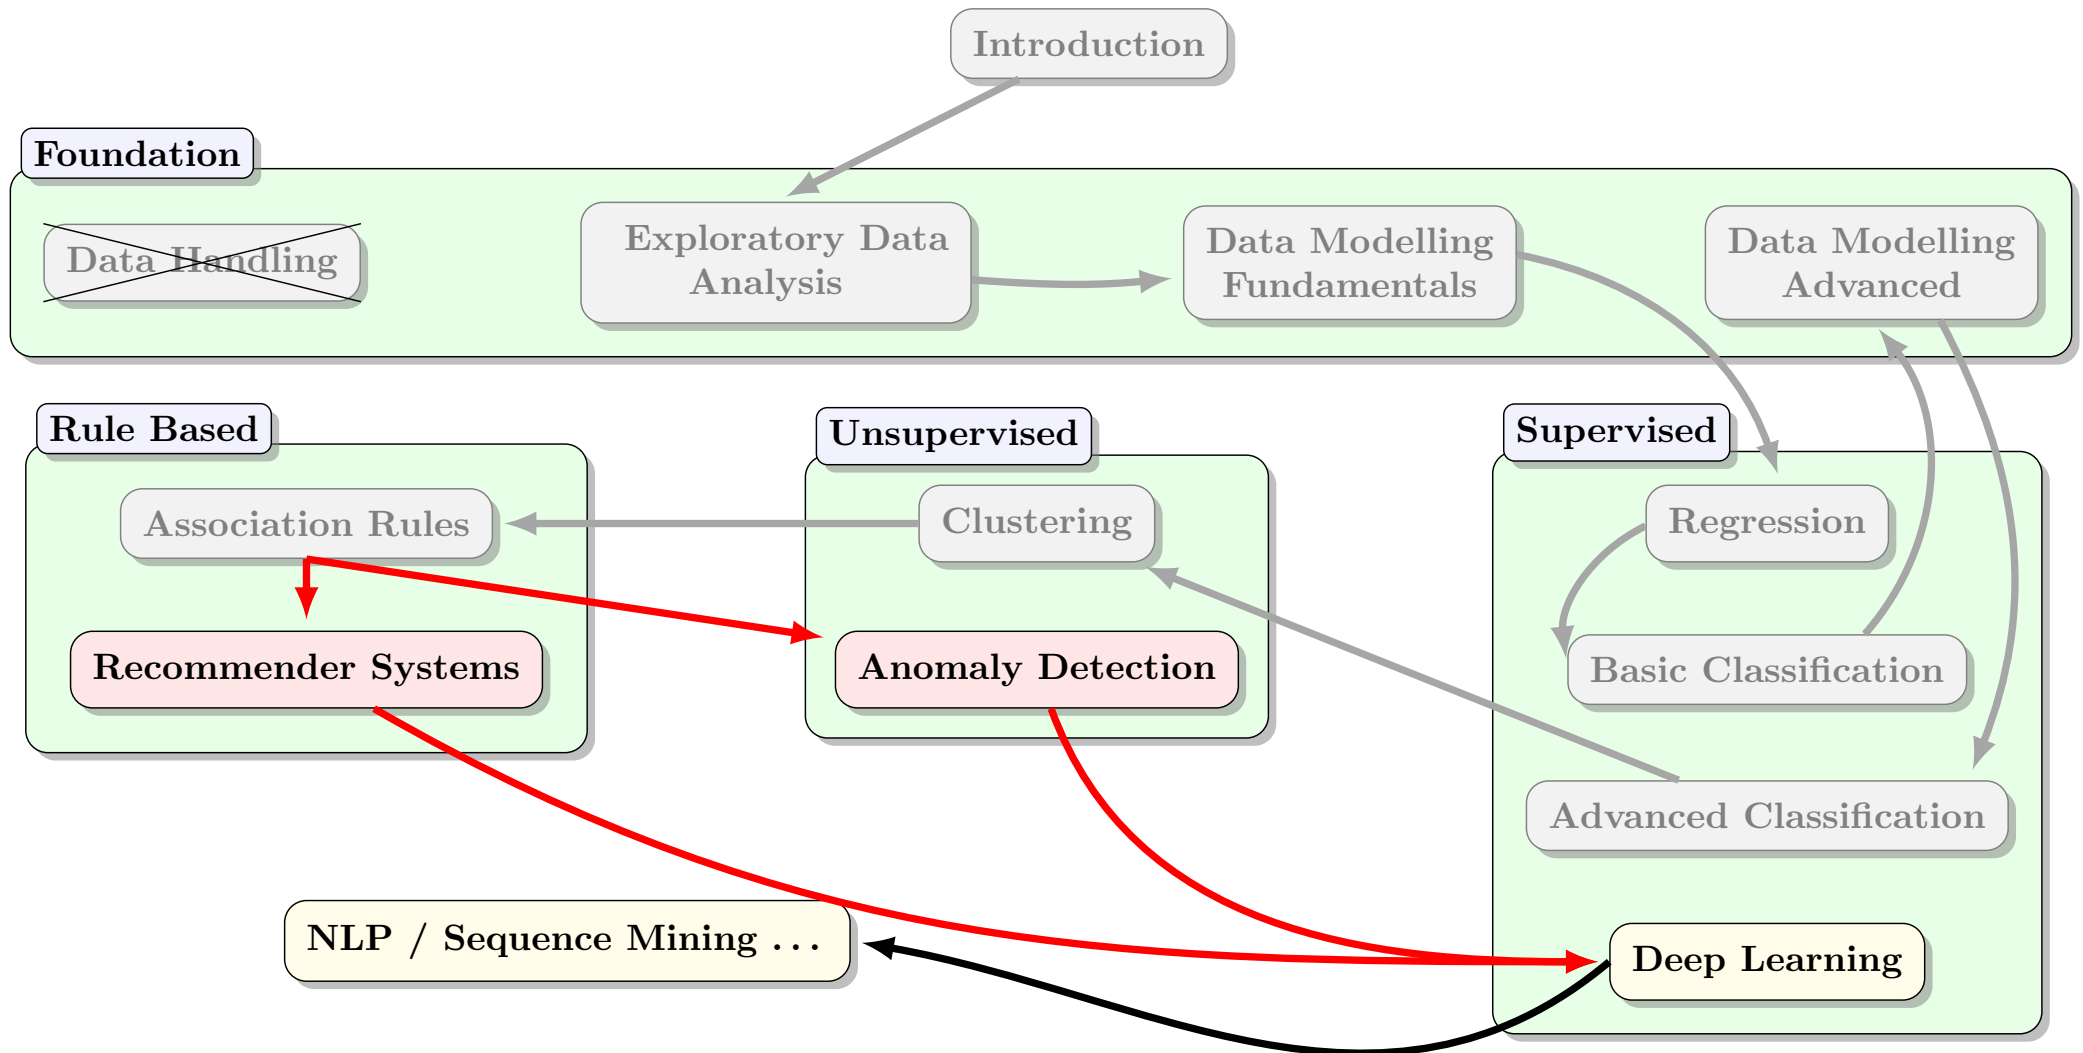 Introduction
Foundation
Data Handling
Exploratory Data
Analysis
Data Modelling
Fundamentals
Data Modelling
Advanced
Rule Based
Association Rules
Recommender Systems
Unsupervised
Clustering
Anomaly Detection
Supervised
Regression
Basic Classification
Advanced Classification
Deep Learning
NLP / Sequence Mining ...